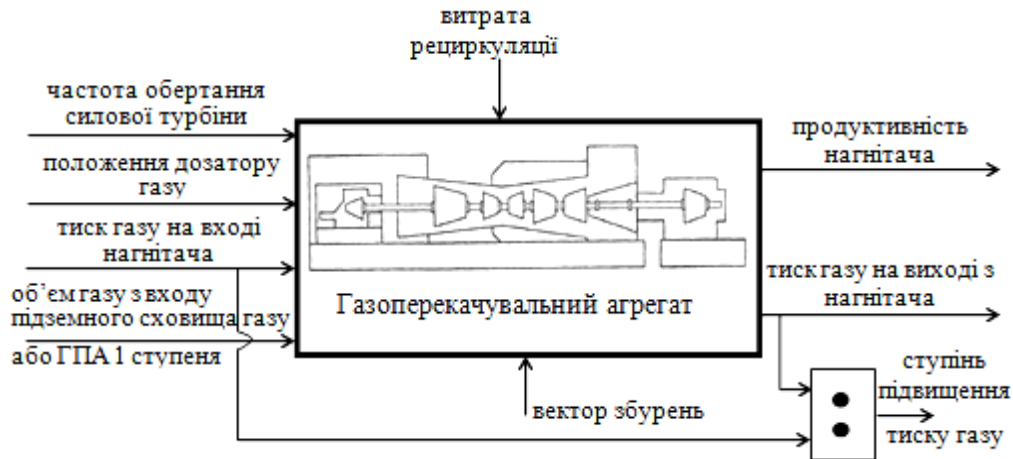 витрата
рециркуляції
частота обертання
силової турбіни
положення дозатору
газу
тиск газу на вході
нагнітача
об’єм газу з входу
підземного сховища газу
або ГПА 1 ступеня
Газоперекачувальний агрегат
вектор збурень
продуктивність
нагнітача
тиск газу на виході з
нагнітача
ступінь
підвищення
тиску газу